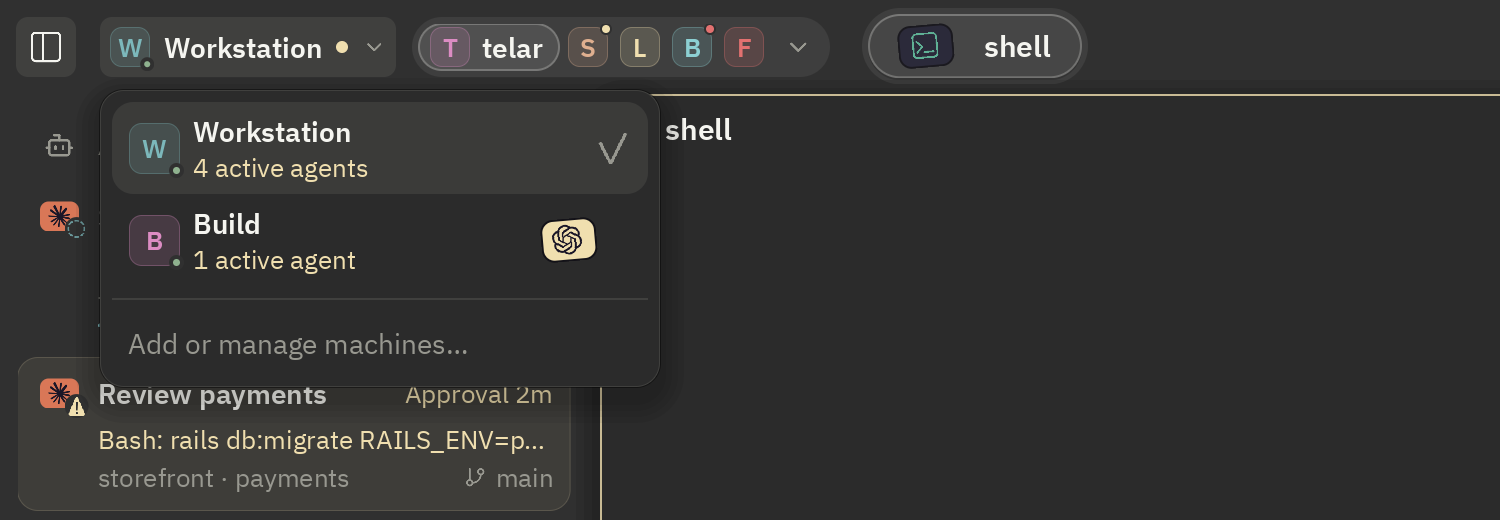 W Workstation
T telar S L B F
shell
W Workstation
4 active agents
B Build
1 active agent
Add or manage machines...
shell
Review payments Approval 2m
Bash: rails db:migrate RAILS_ENV=p...
storefront · payments main